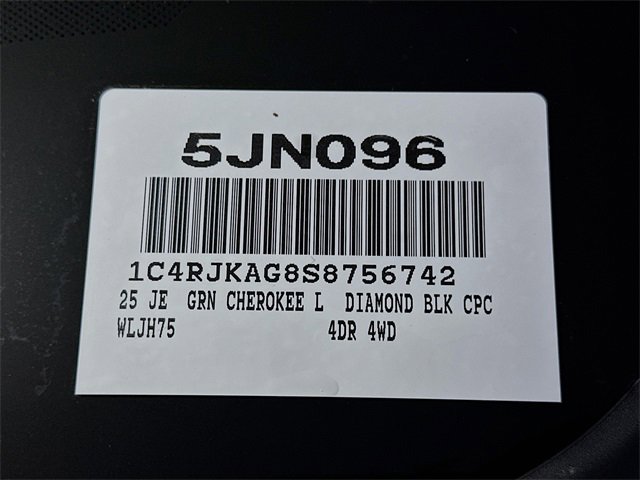 5JN096
1C4RJKAG8S8756742
25 JE GRN CHEROKEE L DIAMOND BLK CPC
WLJH75 4DR 4WD